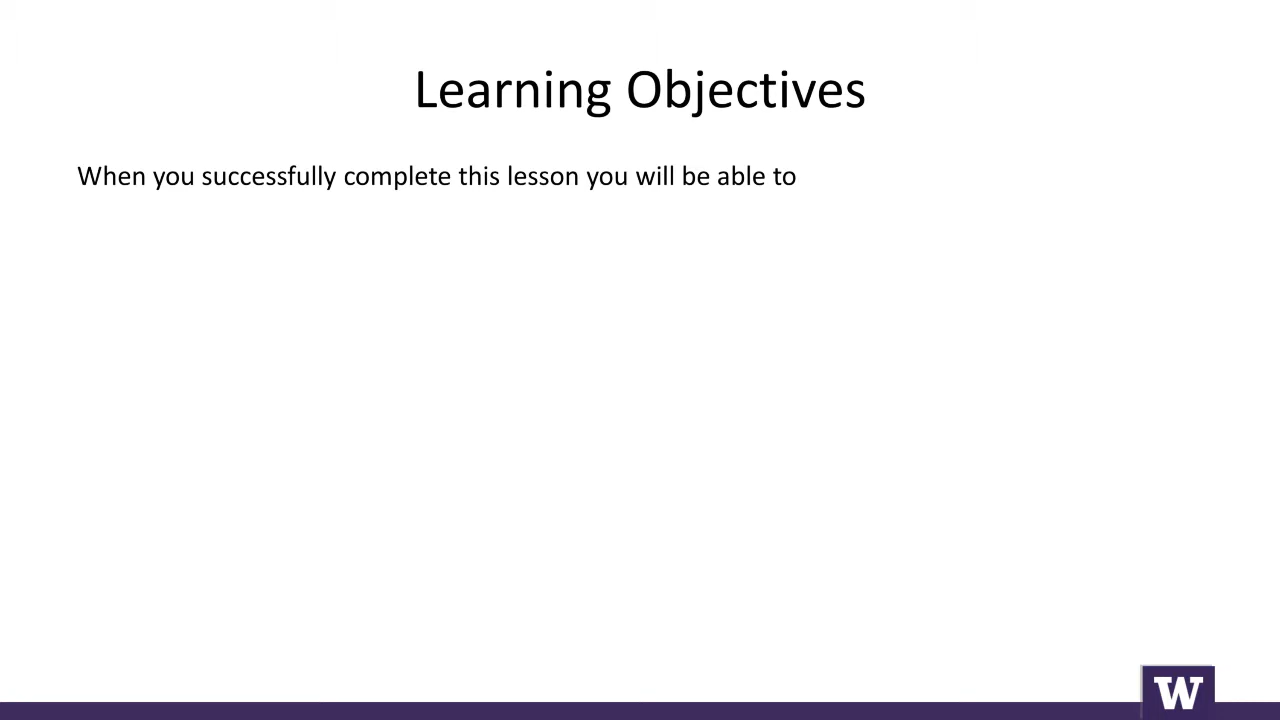 Learning Objectives
When you successfully complete this lesson you will be able to
W